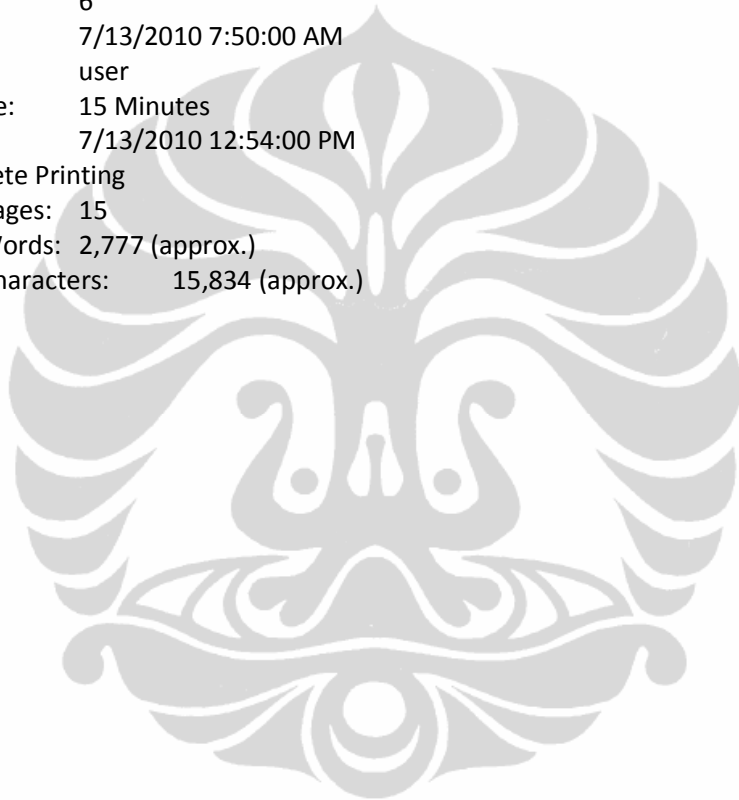 6
7/13/2010 7:50:00 AM
user
e: 15 Minutes
7/13/2010 12:54:00 PM
ete Printing
ages: 15
Words: 2,777 (approx.)
haracters: 15,834 (approx.)